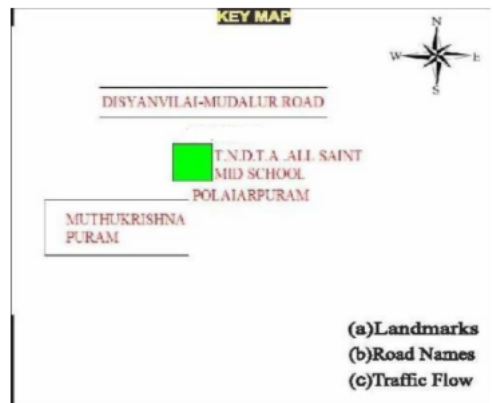 KEY MAP
N
W E
S
DISYANVILAI-MUDALUR ROAD
T.N.D.T.A .ALL SAINT
MID SCHOOL
POLAIARPURAM
MUTHUKRISHNA
PURAM
(a)Landmarks
(b)Road Names
(c)Traffic Flow